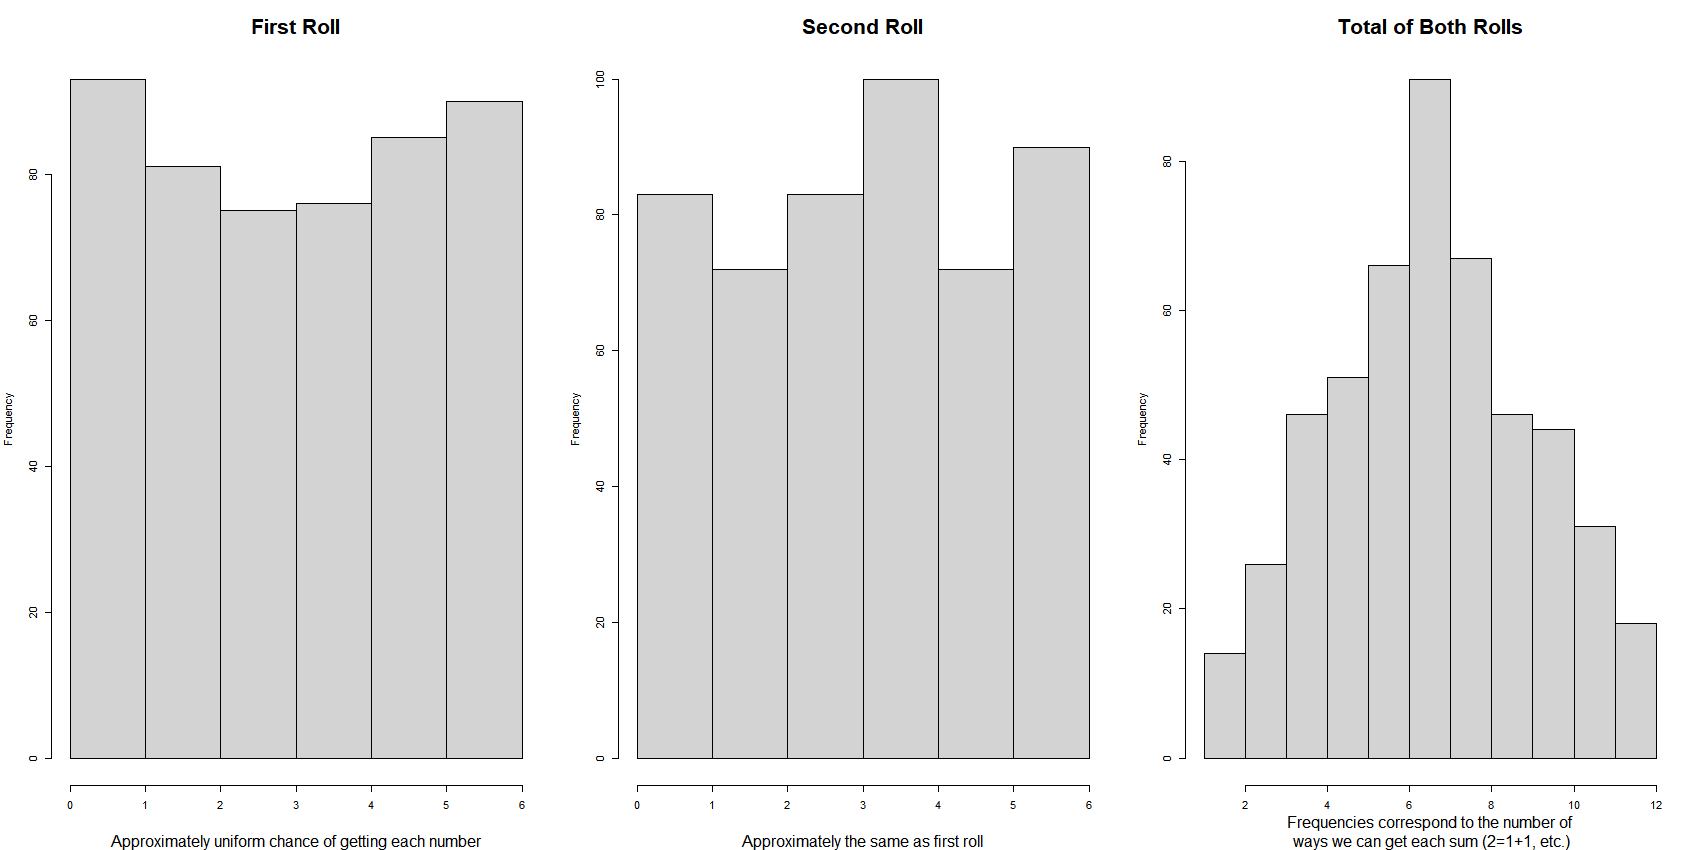 First Roll
Frequency
0
20
40
60
80
0 1 2 3 4 5 6
Approximately uniform chance of getting each number
Second Roll
Frequency
0
20
40
60
80
100
0 1 2 3 4 5 6
Approximately the same as first roll
Total of Both Rolls
Frequency
0
20
40
60
80
2 4 6 8 10 12
Frequencies correspond to the number of
ways we can get each sum (2=1+1, etc.)